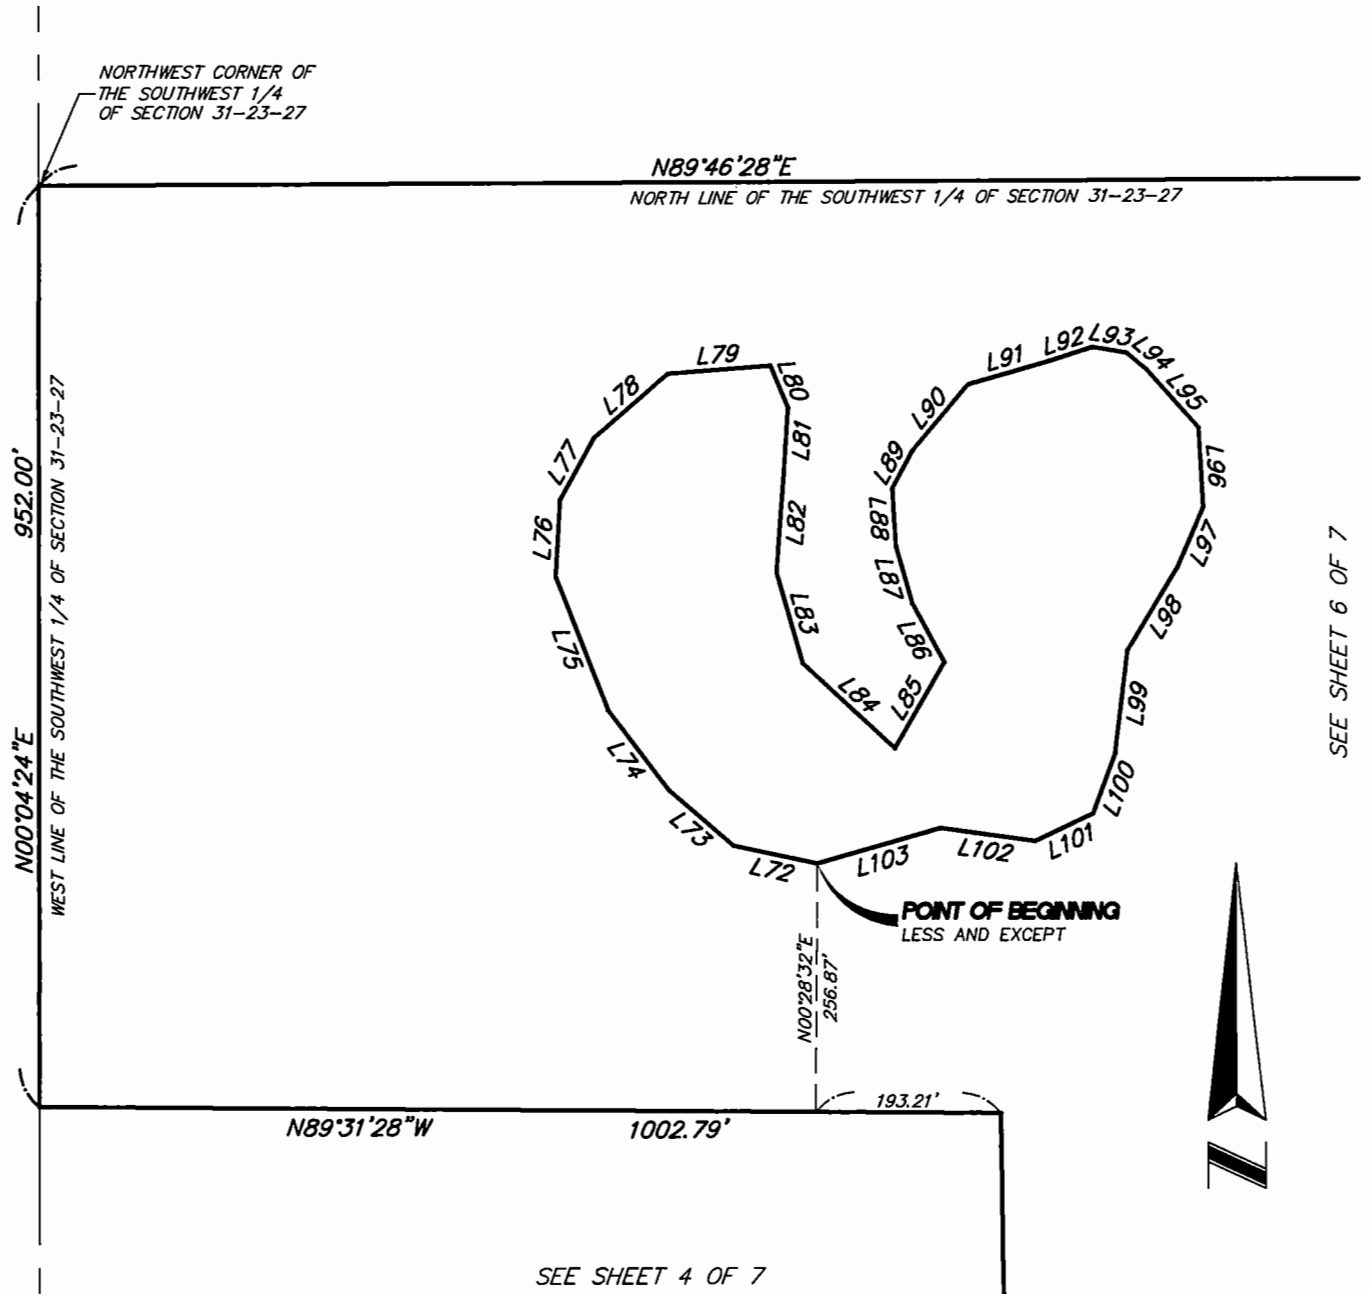 NORTHWEST CORNER OF
THE SOUTHWEST 1/4
OF SECTION 31-23-27
N89°46'28"E
NORTH LINE OF THE SOUTHWEST 1/4 OF SECTION 31-23-27
952.00'
N00°04'24"E
WEST LINE OF THE SOUTHWEST 1/4 OF SECTION 31-23-27
L72
L73
L74
L75
L76
L77
L78
L79
L80
L81
L82
L83
L84
L85
L86
L87
L88
L89
L90
L91
L92
L93
L94
L95
L96
L97
L98
L99
L100
L101
L102
L103
SEE SHEET 6 OF 7
POINT OF BEGINNING
LESS AND EXCEPT
N00°28'32"E
256.87'
193.21'
N89°31'28"W
1002.79'
SEE SHEET 4 OF 7
N